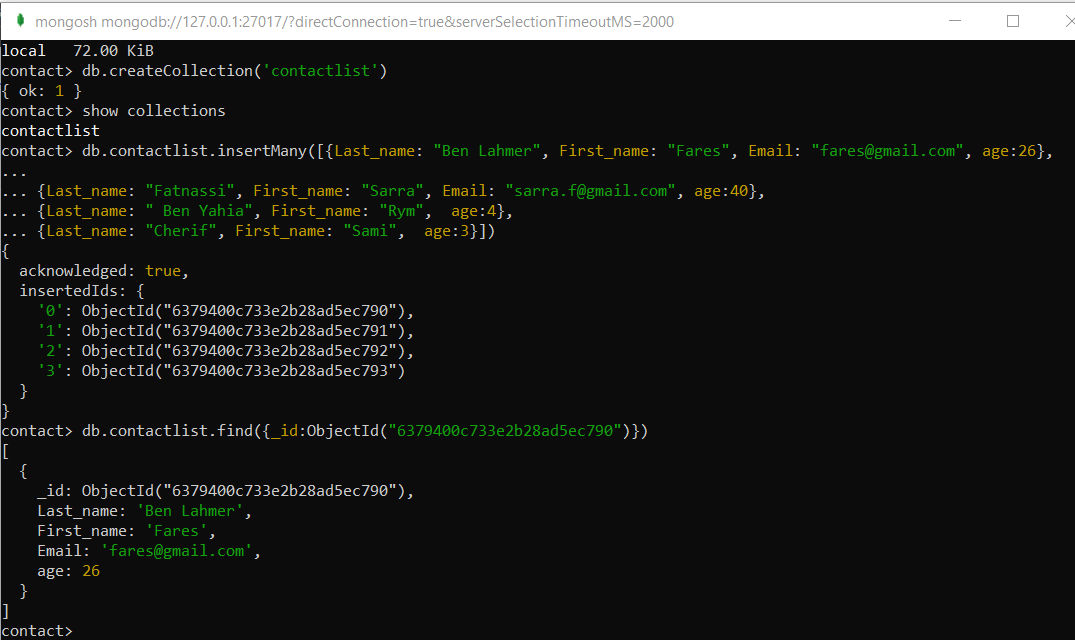 mongosh mongodb://127.0.0.1:27017/?directConnection=true&serverSelectionTimeoutMS=2000
local   72.00 KiB
contact> db.createCollection('contactlist')
{ ok: 1 }
contact> show collections
contactlist
contact> db.contactlist.insertMany([{Last_name: "Ben Lahmer", First_name: "Fares", Email: "fares@gmail.com", age:26},
...
... {Last_name: "Fatnassi", First_name: "Sarra", Email: "sarra.f@gmail.com", age:40},
... {Last_name: " Ben Yahia", First_name: "Rym",  age:4},
... {Last_name: "Cherif", First_name: "Sami",  age:3}])
{
  acknowledged: true,
  insertedIds: {
    '0': ObjectId("6379400c733e2b28ad5ec790"),
    '1': ObjectId("6379400c733e2b28ad5ec791"),
    '2': ObjectId("6379400c733e2b28ad5ec792"),
    '3': ObjectId("6379400c733e2b28ad5ec793")
  }
}
contact> db.contactlist.find({_id:ObjectId("6379400c733e2b28ad5ec790")})
[
  {
    _id: ObjectId("6379400c733e2b28ad5ec790"),
    Last_name: 'Ben Lahmer',
    First_name: 'Fares',
    Email: 'fares@gmail.com',
    age: 26
  }
]
contact>